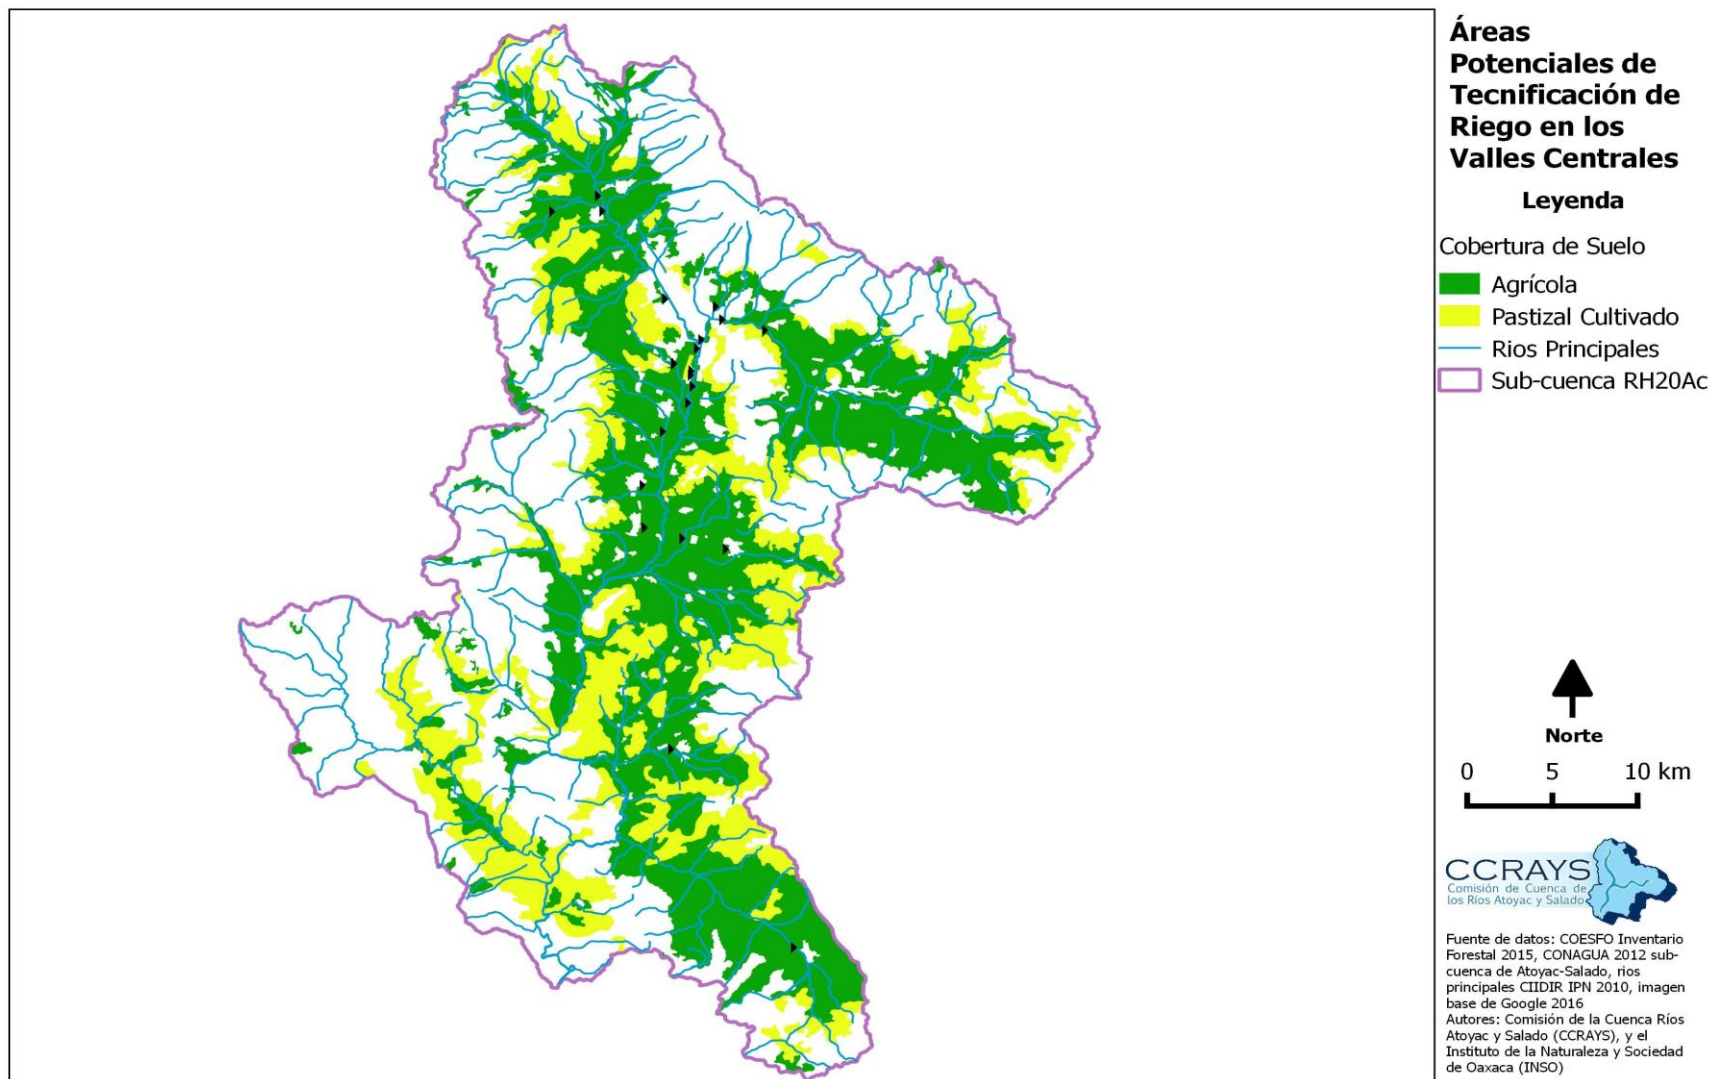 Áreas
Potenciales de
Tecnificación de
Riego en los
Valles Centrales
Leyenda
Cobertura de Suelo
Agrícola
Pastizal Cultivado
Rios Principales
Sub-cuenca RH20Ac
Norte
0 5 10 km
CCRAYS
Comisión de Cuenca de
los Ríos Atoyac y Salado
Fuente de datos: COESFO Inventario
Forestal 2015, CONAGUA 2012 sub-
cuenca de Atoyac-Salado, rios
principales CIIDIR IPN 2010, imagen
base de Google 2016
Autores: Comisión de la Cuenca Ríos
Atoyac y Salado (CCRAYS), y el
Instituto de la Naturaleza y Sociedad
de Oaxaca (INSO)